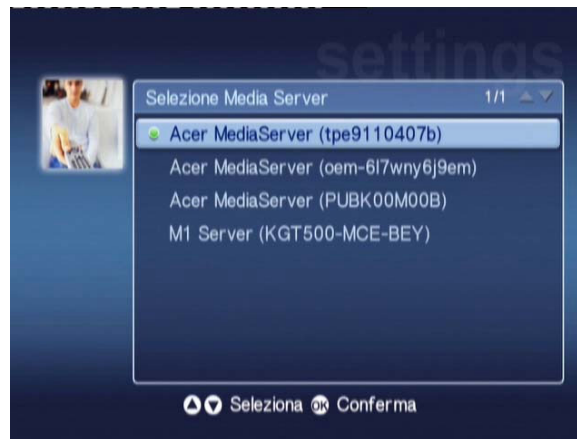 settings
Selezione Media Server 1/1
Acer MediaServer (tpe9110407b)
Acer MediaServer (oem-6l7wny6j9em)
Acer MediaServer (PUBK00M00B)
M1 Server (KGT500-MCE-BEY)
Seleziona OK Conferma